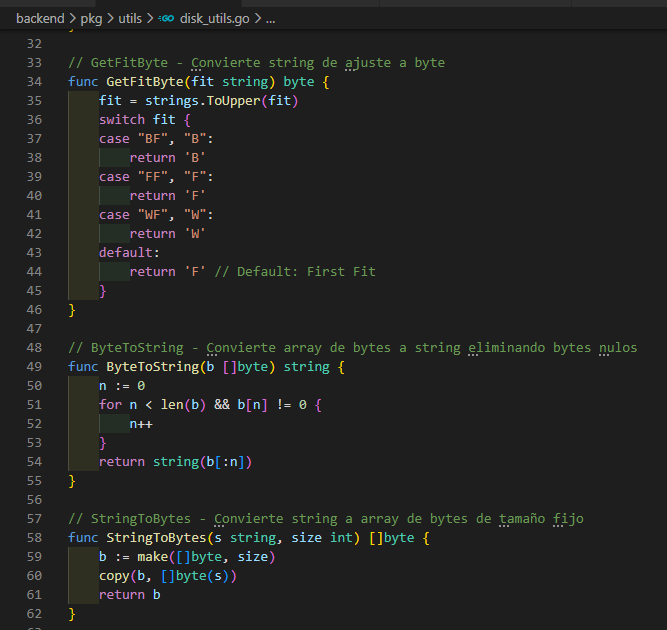 backend > pkg > utils > GO disk_utils.go > ...
32
33 // GetFitByte - Convierte string de ajuste a byte
34 func GetFitByte(fit string) byte {
35     fit = strings.ToUpper(fit)
36     switch fit {
37     case "BF", "B":
38         return 'B'
39     case "FF", "F":
40         return 'F'
41     case "WF", "W":
42         return 'W'
43     default:
44         return 'F' // Default: First Fit
45     }
46 }
47
48 // ByteToString - Convierte array de bytes a string eliminando bytes nulos
49 func ByteToString(b []byte) string {
50     n := 0
51     for n < len(b) && b[n] != 0 {
52         n++
53     }
54     return string(b[:n])
55 }
56
57 // StringToBytes - Convierte string a array de bytes de tamaño fijo
58 func StringToBytes(s string, size int) []byte {
59     b := make([]byte, size)
60     copy(b, []byte(s))
61     return b
62 }